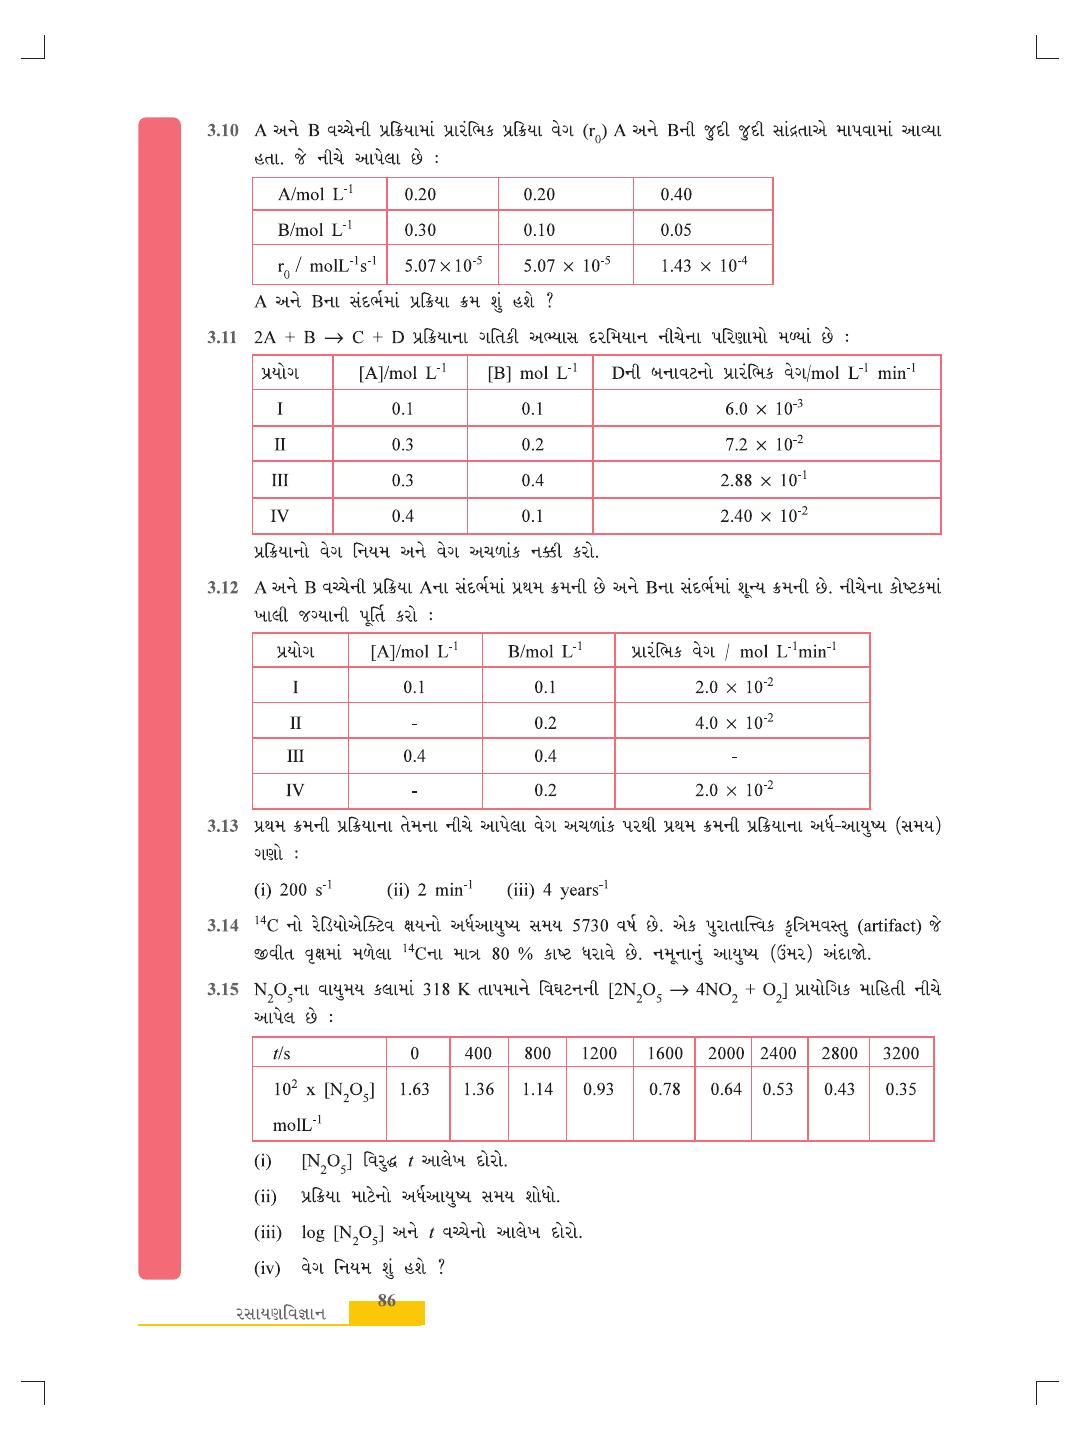 3.10 A અને B વચ્ચેની પ્રક્રિયામાં પ્રારંભિક પ્રક્રિયા વેગ (r₀) A અને Bની જુદી જુદી સાંદ્રતાએ માપવામાં આવ્યા
હતા. જે નીચે આપેલા છે :
A/mol L⁻¹ 0.20 0.20 0.40
B/mol L⁻¹ 0.30 0.10 0.05
r₀ / molL⁻¹s⁻¹ 5.07×10⁻⁵ 5.07 × 10⁻⁵ 1.43 × 10⁻⁴
A અને Bના સંદર્ભમાં પ્રક્રિયા ક્રમ શું હશે ?
3.11 2A + B → C + D પ્રક્રિયાના ગતિકી અભ્યાસ દરમિયાન નીચેના પરિણામો મળ્યાં છે :
પ્રયોગ [A]/mol L⁻¹ [B] mol L⁻¹ Dની બનાવટનો પ્રારંભિક વેગ/mol L⁻¹ min⁻¹
I 0.1 0.1 6.0 × 10⁻³
II 0.3 0.2 7.2 × 10⁻²
III 0.3 0.4 2.88 × 10⁻¹
IV 0.4 0.1 2.40 × 10⁻²
પ્રક્રિયાનો વેગ નિયમ અને વેગ અચળાંક નક્કી કરો.
3.12 A અને B વચ્ચેની પ્રક્રિયા Aના સંદર્ભમાં પ્રથમ ક્રમની છે અને Bના સંદર્ભમાં શૂન્ય ક્રમની છે. નીચેના કોષ્ટકમાં
ખાલી જગ્યાની પૂર્તિ કરો :
પ્રયોગ [A]/mol L⁻¹ B/mol L⁻¹ પ્રારંભિક વેગ / mol L⁻¹min⁻¹
I 0.1 0.1 2.0 × 10⁻²
II - 0.2 4.0 × 10⁻²
III 0.4 0.4 -
IV - 0.2 2.0 × 10⁻²
3.13 પ્રથમ ક્રમની પ્રક્રિયાના તેમના નીચે આપેલા વેગ અચળાંક પરથી પ્રથમ ક્રમની પ્રક્રિયાના અર્ધ-આયુષ્ય (સમય)
ગણો :
(i) 200 s⁻¹ (ii) 2 min⁻¹ (iii) 4 years⁻¹
3.14 ¹⁴C નો રેડિયોએક્ટિવ ક્ષયનો અર્ધઆયુષ્ય સમય 5730 વર્ષ છે. એક પુરાતાત્ત્વિક કૃત્રિમવસ્તુ (artifact) જે
જીવીત વૃક્ષમાં મળેલા ¹⁴Cના માત્ર 80 % કાષ્ટ ધરાવે છે. નમૂનાનું આયુષ્ય (ઉંમર) અંદાજો.
3.15 N₂O₅ના વાયુમય કલામાં 318 K તાપમાને વિઘટનની [2N₂O₅ → 4NO₂ + O₂] પ્રાયોગિક માહિતી નીચે
આપેલ છે :
t/s 0 400 800 1200 1600 2000 2400 2800 3200
10² x [N₂O₅] 1.63 1.36 1.14 0.93 0.78 0.64 0.53 0.43 0.35
molL⁻¹
(i) [N₂O₅] વિરુદ્ધ t આલેખ દોરો.
(ii) પ્રક્રિયા માટેનો અર્ધઆયુષ્ય સમય શોધો.
(iii) log [N₂O₅] અને t વચ્ચેનો આલેખ દોરો.
(iv) વેગ નિયમ શું હશે ?
86
રસાયણવિજ્ઞાન